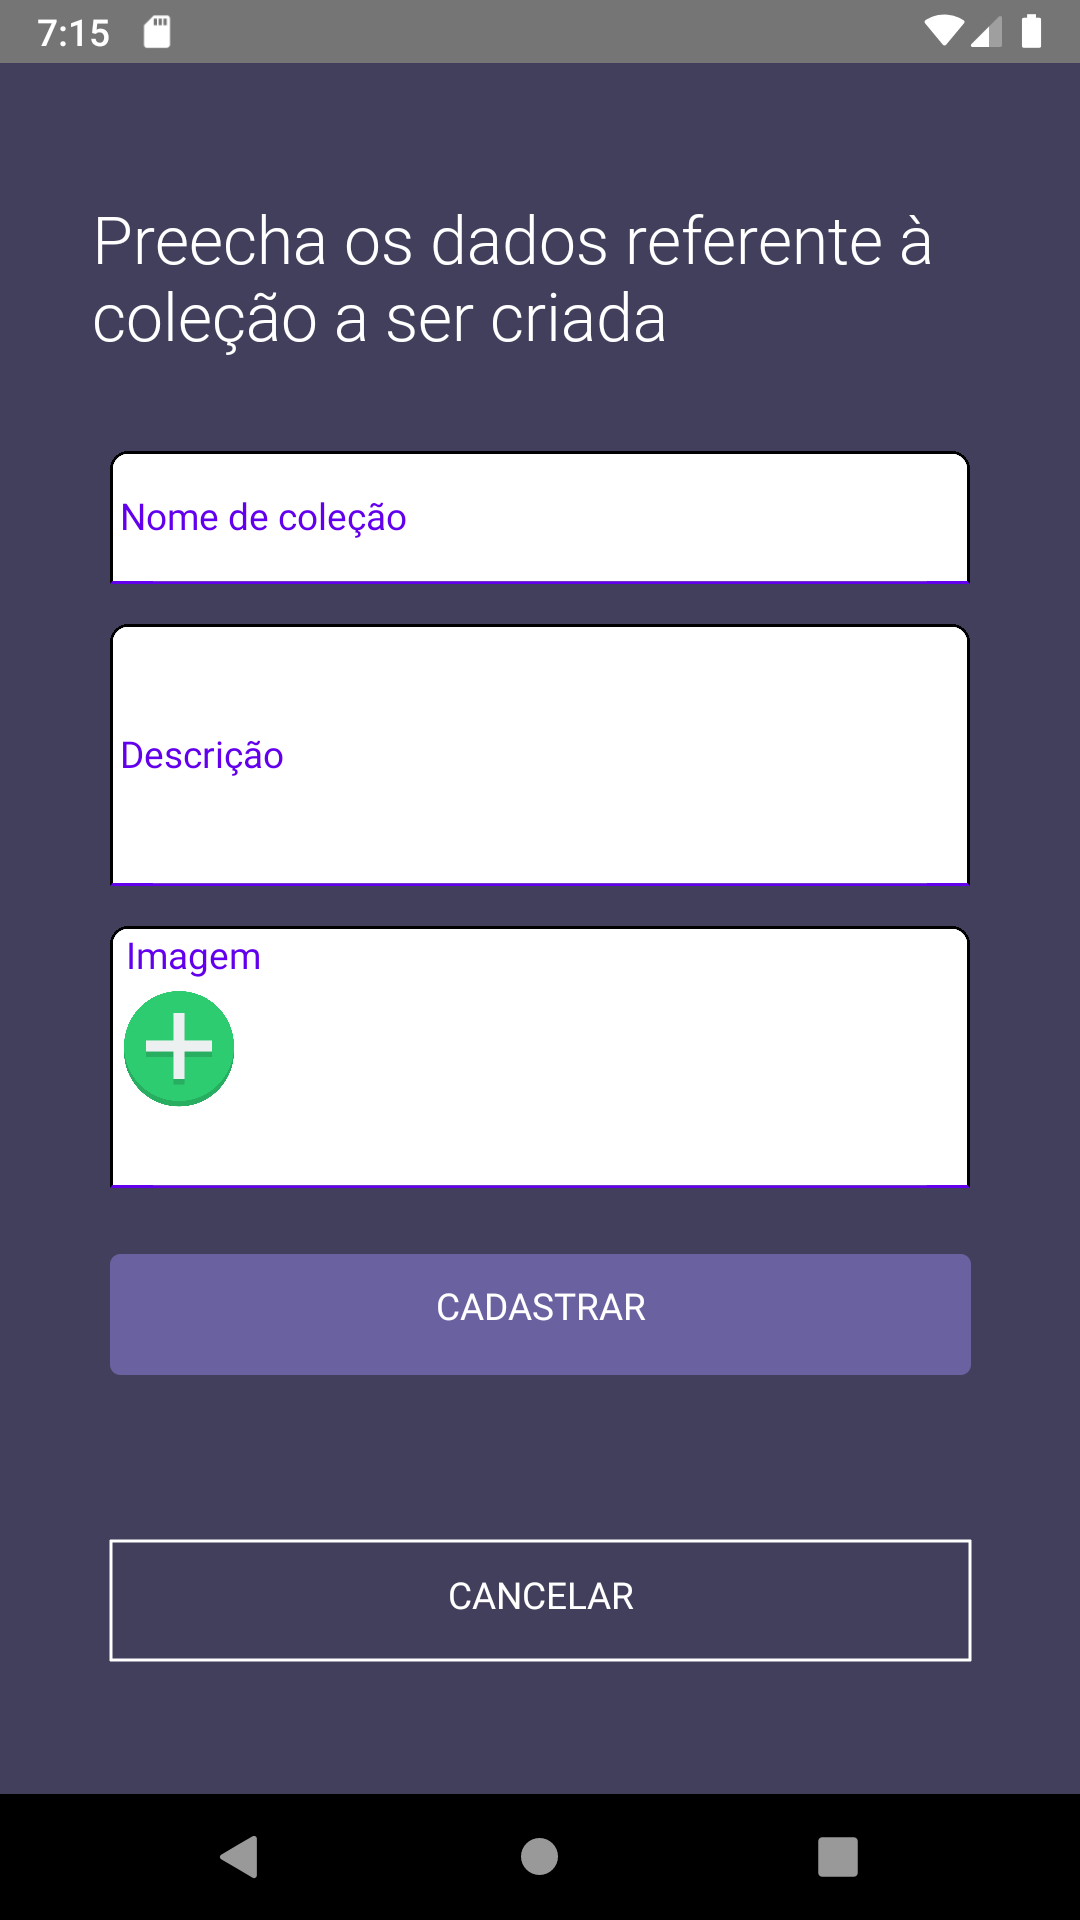 7:15
Preecha os dados referente à
coleção a ser criada
Nome de coleção
Descrição
Imagem
CADASTRAR
CANCELAR